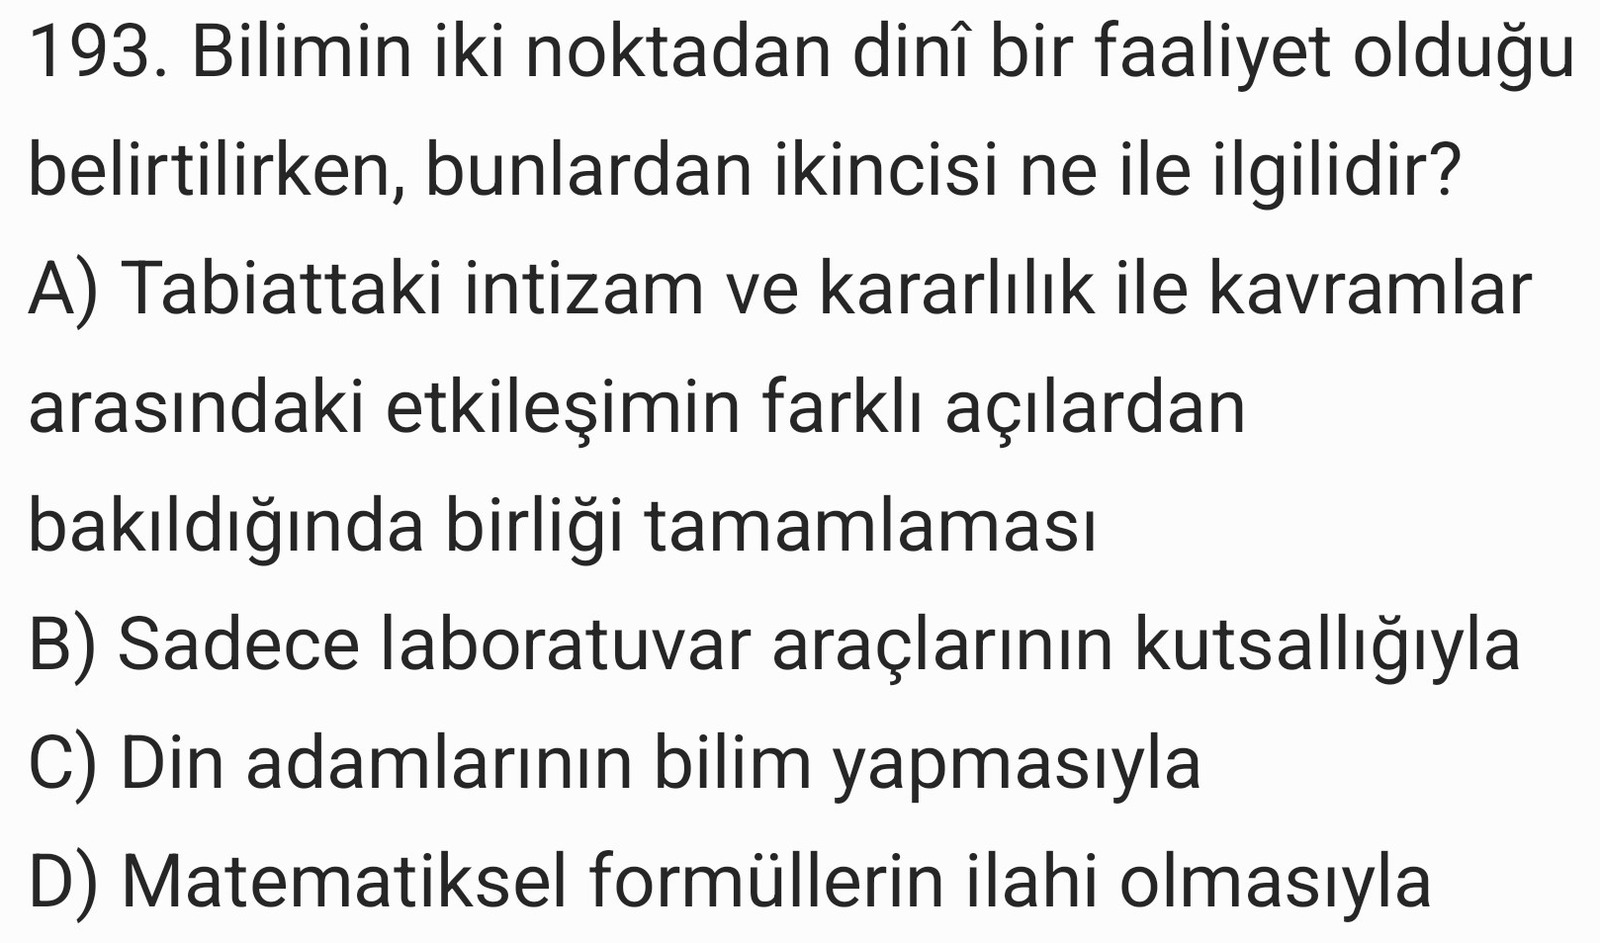 193. Bilimin iki noktadan dinî bir faaliyet olduğu
belirtilirken, bunlardan ikincisi ne ile ilgilidir?
A) Tabiattaki intizam ve kararlılık ile kavramlar
arasındaki etkileşimin farklı açılardan
bakıldığında birliği tamamlaması
B) Sadece laboratuvar araçlarının kutsallığıyla
C) Din adamlarının bilim yapmasıyla
D) Matematiksel formüllerin ilahi olmasıyla